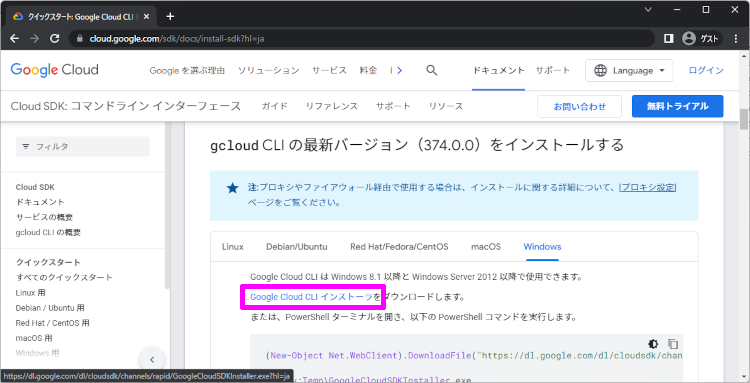 クイックスタート: Google Cloud CLI
cloud.google.com/sdk/docs/install-sdk?hl=ja
ゲスト
Google Cloud
Google を選ぶ理由 ソリューション サービス 料金
ドキュメント サポート
Language
ログイン
Cloud SDK: コマンドライン インターフェース
ガイド リファレンス サポート リソース
お問い合わせ
無料トライアル
フィルタ
Cloud SDK
ドキュメント
サービスの概要
gcloud CLI の概要
クイックスタート
すべてのクイックスタート
Linux 用
Debian / Ubuntu 用
Red Hat / CentOS 用
macOS 用
Windows 用
gcloud CLI の最新バージョン（374.0.0）をインストールする
注:プロキシやファイアウォール経由で使用する場合は、インストールに関する詳細について、[プロキシ設定]
ページをご覧ください。
Linux Debian/Ubuntu Red Hat/Fedora/CentOS macOS Windows
Google Cloud CLI は Windows 8.1 以降と Windows Server 2012 以降で使用できます。
Google Cloud CLI インストーラをダウンロードします。
または、PowerShell ターミナルを開き、以下の PowerShell コマンドを実行します。
(New-Object Net.WebClient).DownloadFile("https://dl.google.com/dl/cloudsdk/chan
:Temp\GoogleCloudSDKInstaller.exe
https://dl.google.com/dl/cloudsdk/channels/rapid/GoogleCloudSDKInstaller.exe?hl=ja